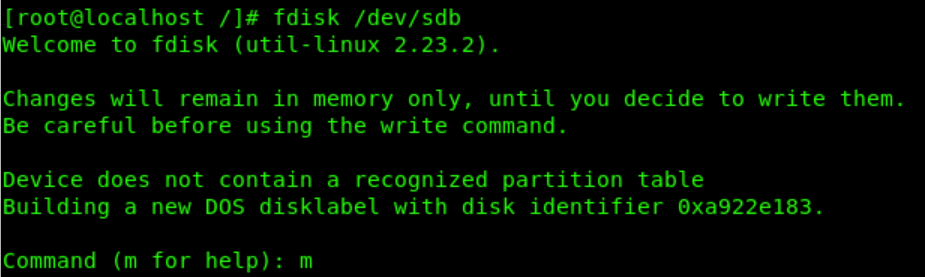 [root@localhost /]# fdisk /dev/sdb
Welcome to fdisk (util-linux 2.23.2).
Changes will remain in memory only, until you decide to write them.
Be careful before using the write command.
Device does not contain a recognized partition table
Building a new DOS disklabel with disk identifier 0xa922e183.
Command (m for help): m